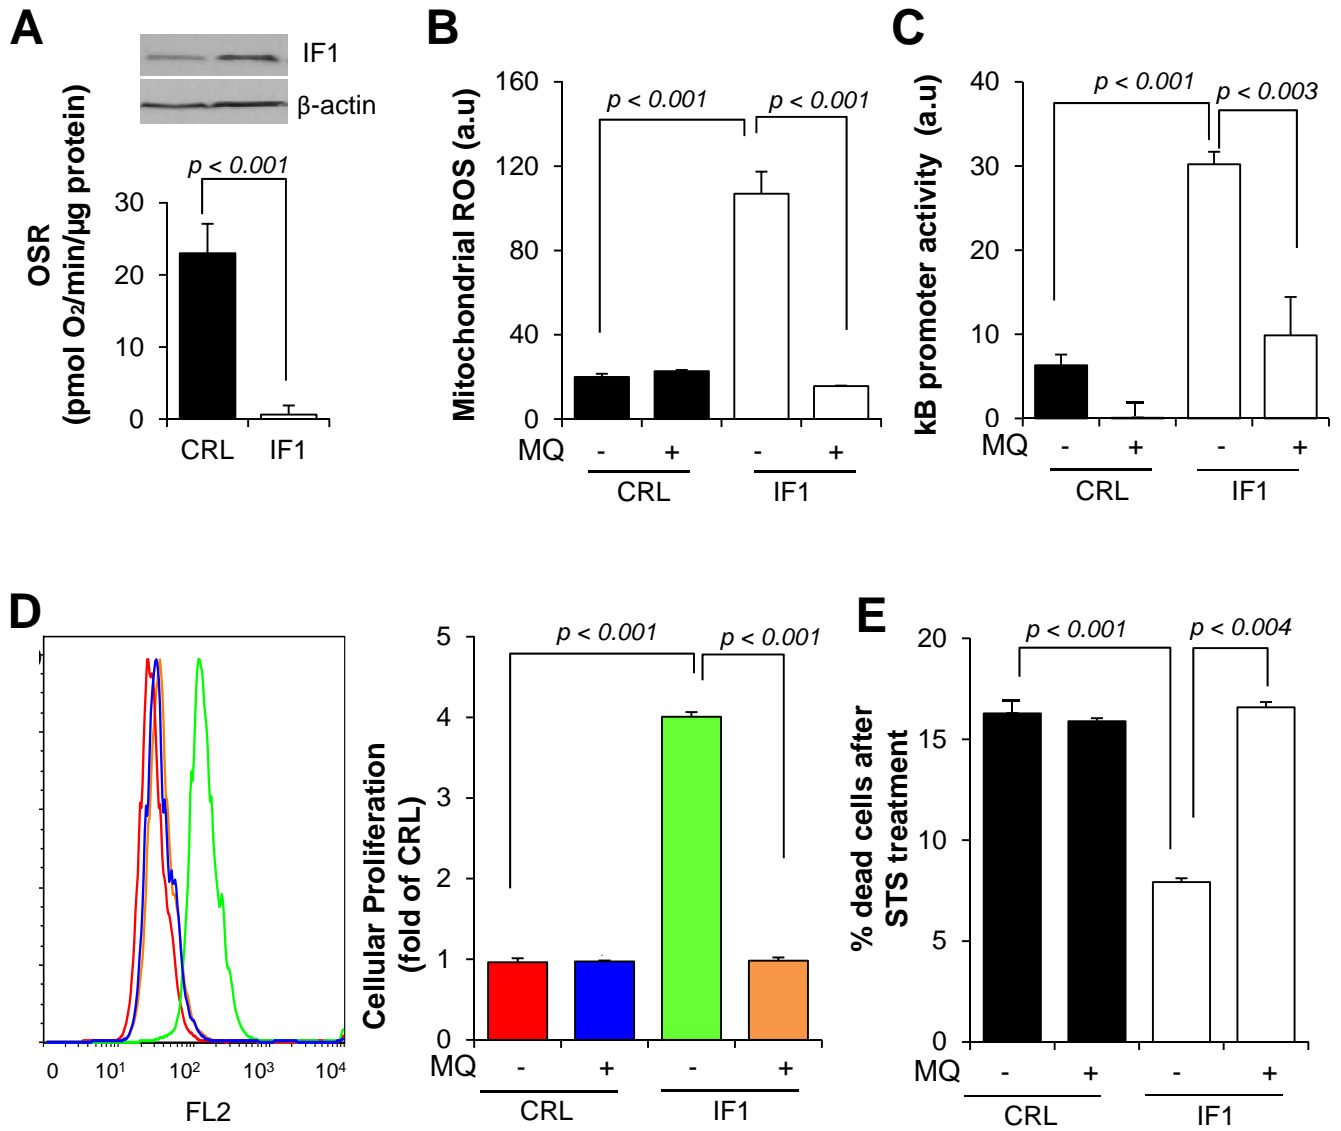 A
IF1
β-actin
p < 0.001
OSR
(pmol O2/min/µg protein)
30
20
10
0
CRL IF1
B
Mitochondrial ROS (a.u)
160
120
80
40
0
p < 0.001
p < 0.001
MQ - + - +
CRL IF1
C
kB promoter activity (a.u)
40
30
20
10
0
p < 0.001
p < 0.003
MQ - + - +
CRL IF1
D
0 10¹ 10² 10³ 10⁴
FL2
Cellular Proliferation
(fold of CRL)
5
4
3
2
1
0
p < 0.001
p < 0.001
MQ - + - +
CRL IF1
E
% dead cells after
STS treatment
20
15
10
5
0
p < 0.001
p < 0.004
MQ - + - +
CRL IF1